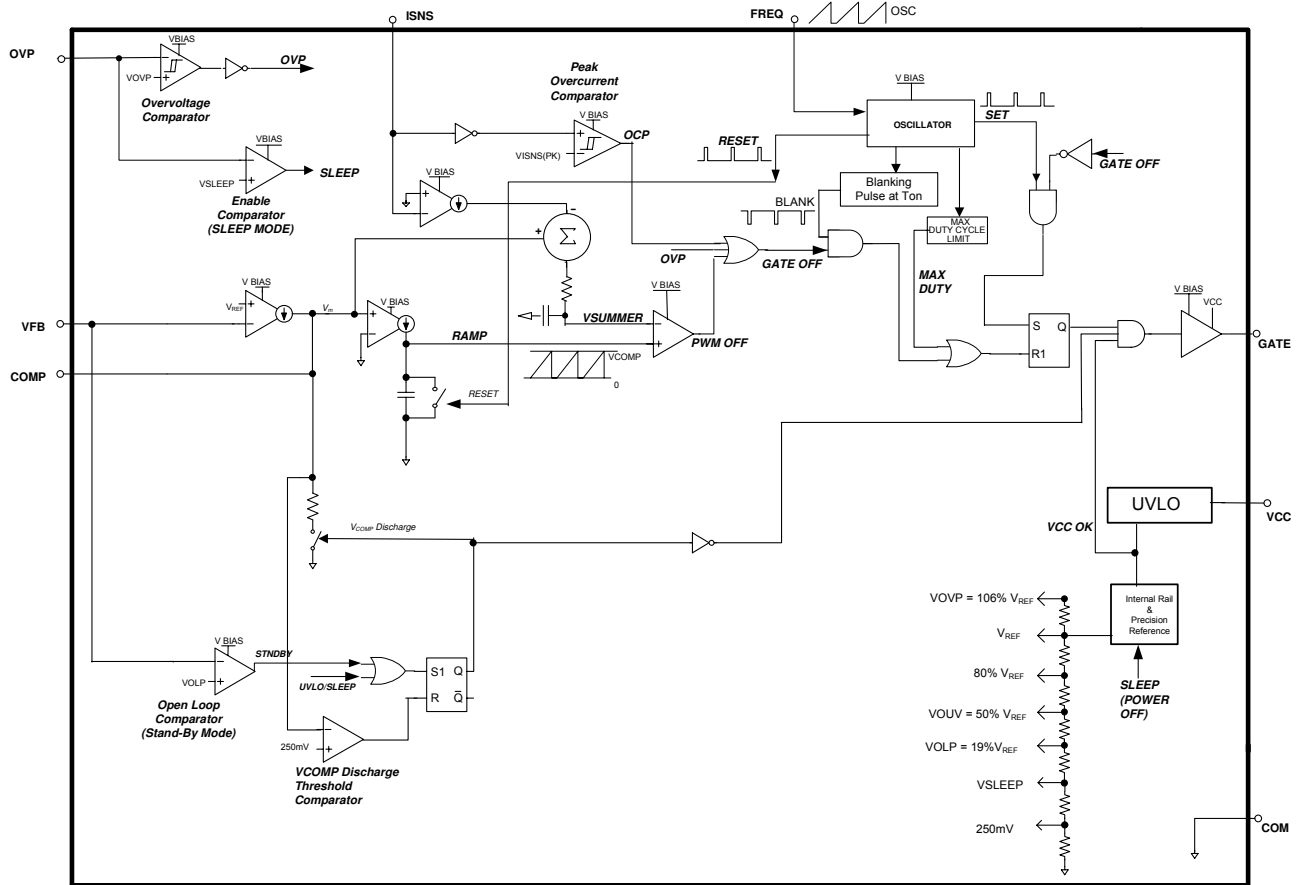 ISNS
FREQ
OSC
OVP
VBIAS
VOVP
OVP
Overvoltage
Comparator
Peak
Overcurrent
Comparator
V BIAS
OCP
VISNS(PK)
V BIAS
OSCILLATOR
SET
RESET
GATE OFF
VBIAS
VSLEEP
SLEEP
Enable
Comparator
(SLEEP MODE)
V BIAS
Blanking
Pulse at Ton
BLANK
MAX
DUTY CYCLE
LIMIT
–
+
Σ
OVP
GATE OFF
MAX
DUTY
V BIAS
VREF
Vm
V BIAS
VFB
VSUMMER
V BIAS
PWM OFF
RAMP
VCOMP
0
S Q
R1
V BIAS
VCC
GATE
COMP
RESET
UVLO
VCC
VCC OK
VCOMP Discharge
Internal Rail
&
Precision
Reference
SLEEP
(POWER
OFF)
VOVP = 106% VREF
VREF
80% VREF
VOUV = 50% VREF
VOLP = 19%VREF
VSLEEP
250mV
V BIAS
STNDBY
VOLP
UVLO/SLEEP
S1 Q
R Q̅
Open Loop
Comparator
(Stand-By Mode)
250mV
VCOMP Discharge
Threshold
Comparator
COM